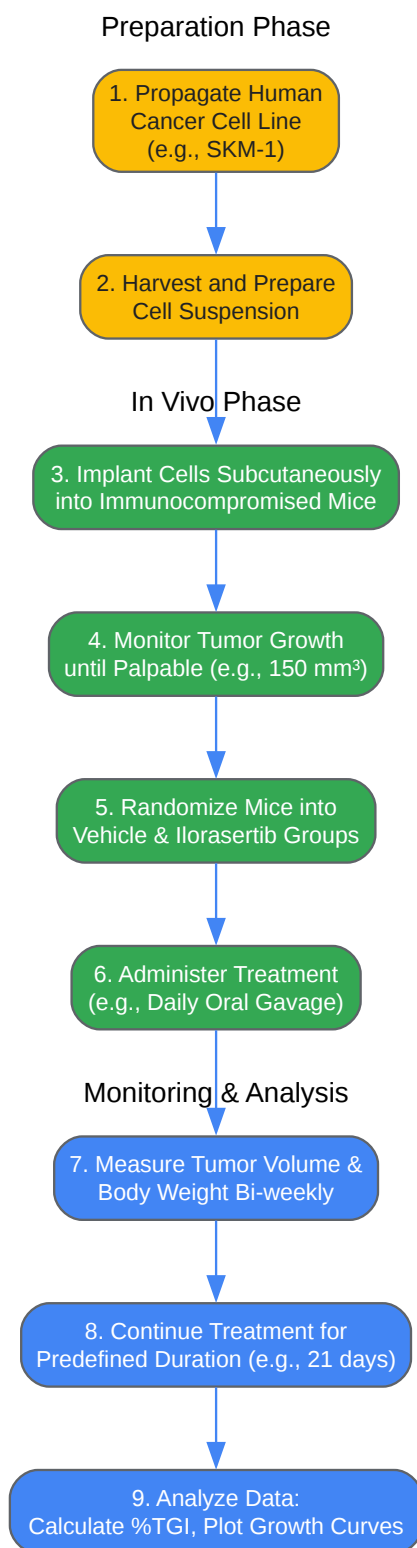 Preparation Phase
1. Propagate Human
Cancer Cell Line
(e.g., SKM-1)
2. Harvest and Prepare
Cell Suspension
In Vivo Phase
3. Implant Cells Subcutaneously
into Immunocompromised Mice
4. Monitor Tumor Growth
until Palpable (e.g., 150 mm³)
5. Randomize Mice into
Vehicle & Ilorasertib Groups
6. Administer Treatment
(e.g., Daily Oral Gavage)
Monitoring & Analysis
7. Measure Tumor Volume &
Body Weight Bi-weekly
8. Continue Treatment for
Predefined Duration (e.g., 21 days)
9. Analyze Data:
Calculate %TGI, Plot Growth Curves